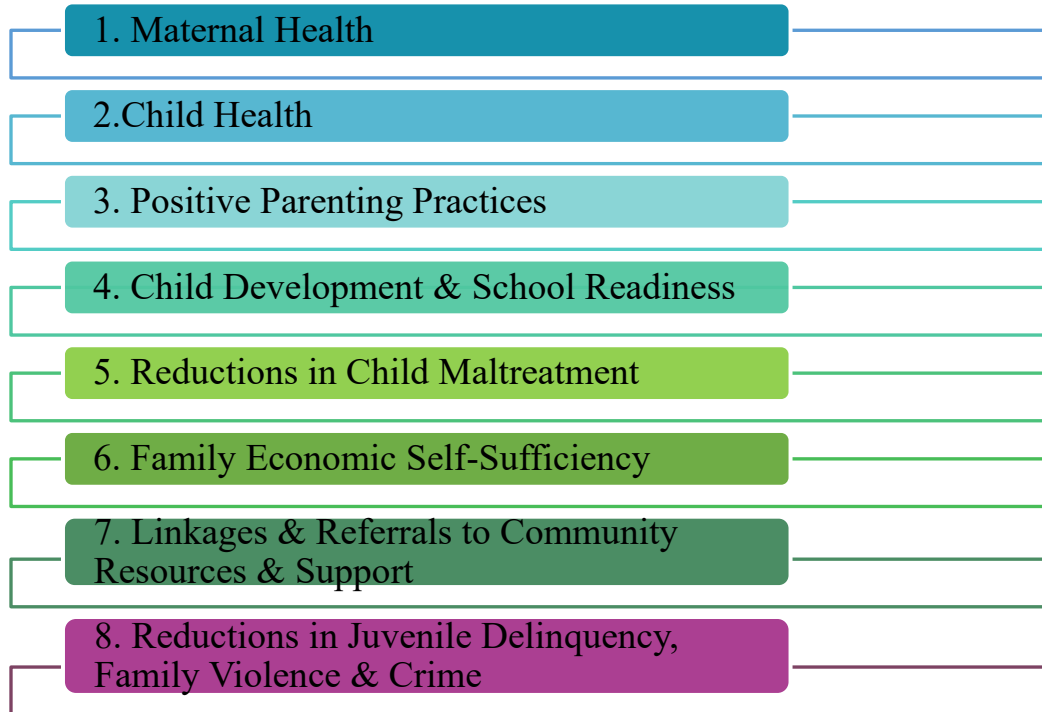 1. Maternal Health
2.Child Health
3. Positive Parenting Practices
4. Child Development & School Readiness
5. Reductions in Child Maltreatment
6. Family Economic Self-Sufficiency
7. Linkages & Referrals to Community
Resources & Support
8. Reductions in Juvenile Delinquency,
Family Violence & Crime